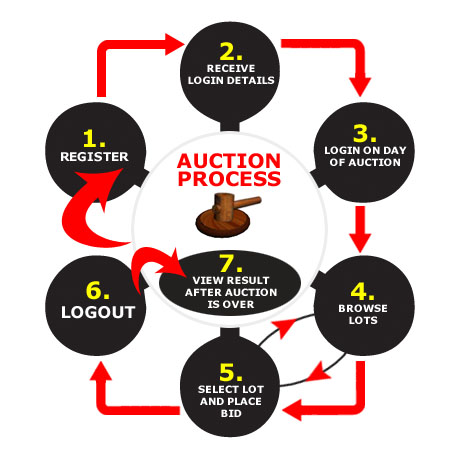 AUCTION
PROCESS
1.
REGISTER
2.
RECEIVE
LOGIN DETAILS
3.
LOGIN ON DAY
OF AUCTION
4.
BROWSE
LOTS
5.
SELECT LOT
AND PLACE
BID
6.
LOGOUT
7.
VIEW RESULT
AFTER AUCTION
IS OVER